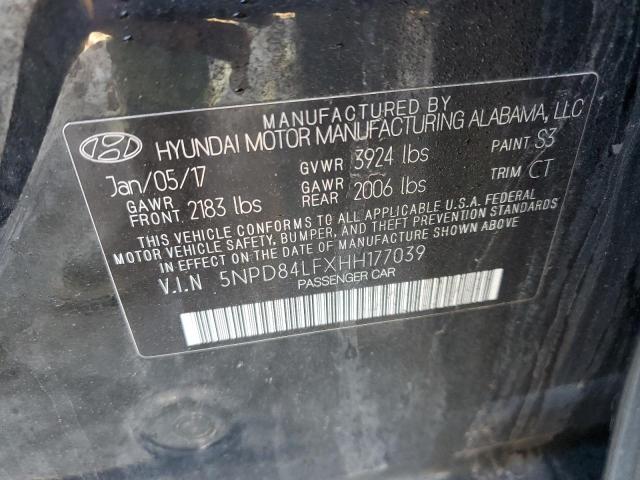 MANUFACTURED BY
HYUNDAI MOTOR MANUFACTURING ALABAMA, LLC
Jan/05/17 GVWR 3924 lbs PAINT S3
GAWR FRONT 2183 lbs GAWR REAR 2006 lbs TRIM CT
THIS VEHICLE CONFORMS TO ALL APPLICABLE U.S.A. FEDERAL
MOTOR VEHICLE SAFETY, BUMPER, AND THEFT PREVENTION STANDARDS
IN EFFECT ON THE DATE OF MANUFACTURE SHOWN ABOVE
V.I.N 5NPD84LFXHH177039
PASSENGER CAR